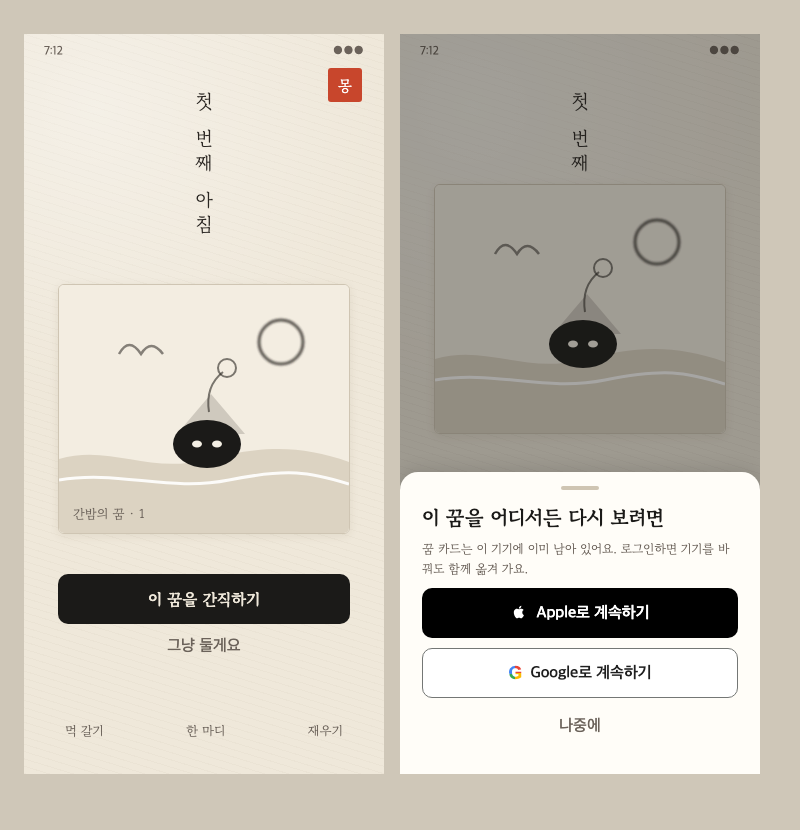 7:12
몽
첫 번째 아침
간밤의 꿈 · 1
이 꿈을 간직하기
그냥 둘게요
먹 갈기
한 마디
재우기
7:12
첫 번째
이 꿈을 어디서든 다시 보려면
꿈 카드는 이 기기에 이미 남아 있어요. 로그인하면 기기를 바
꿔도 함께 옮겨 가요.
Apple로 계속하기
Google로 계속하기
나중에